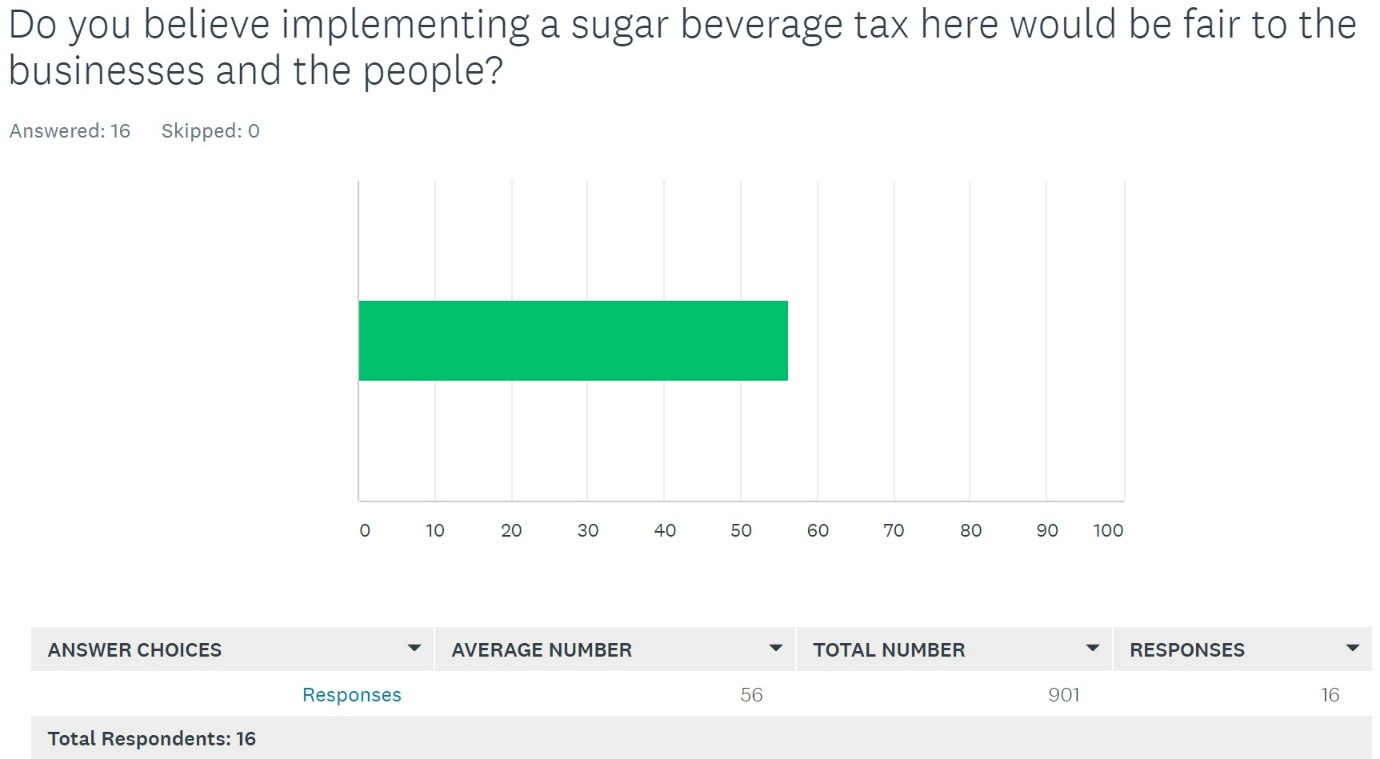 Do you believe implementing a sugar beverage tax here would be fair to the
businesses and the people?
Answered: 16 Skipped: 0
0 10 20 30 40 50 60 70 80 90 100
ANSWER CHOICES AVERAGE NUMBER TOTAL NUMBER RESPONSES
Responses 56 901 16
Total Respondents: 16